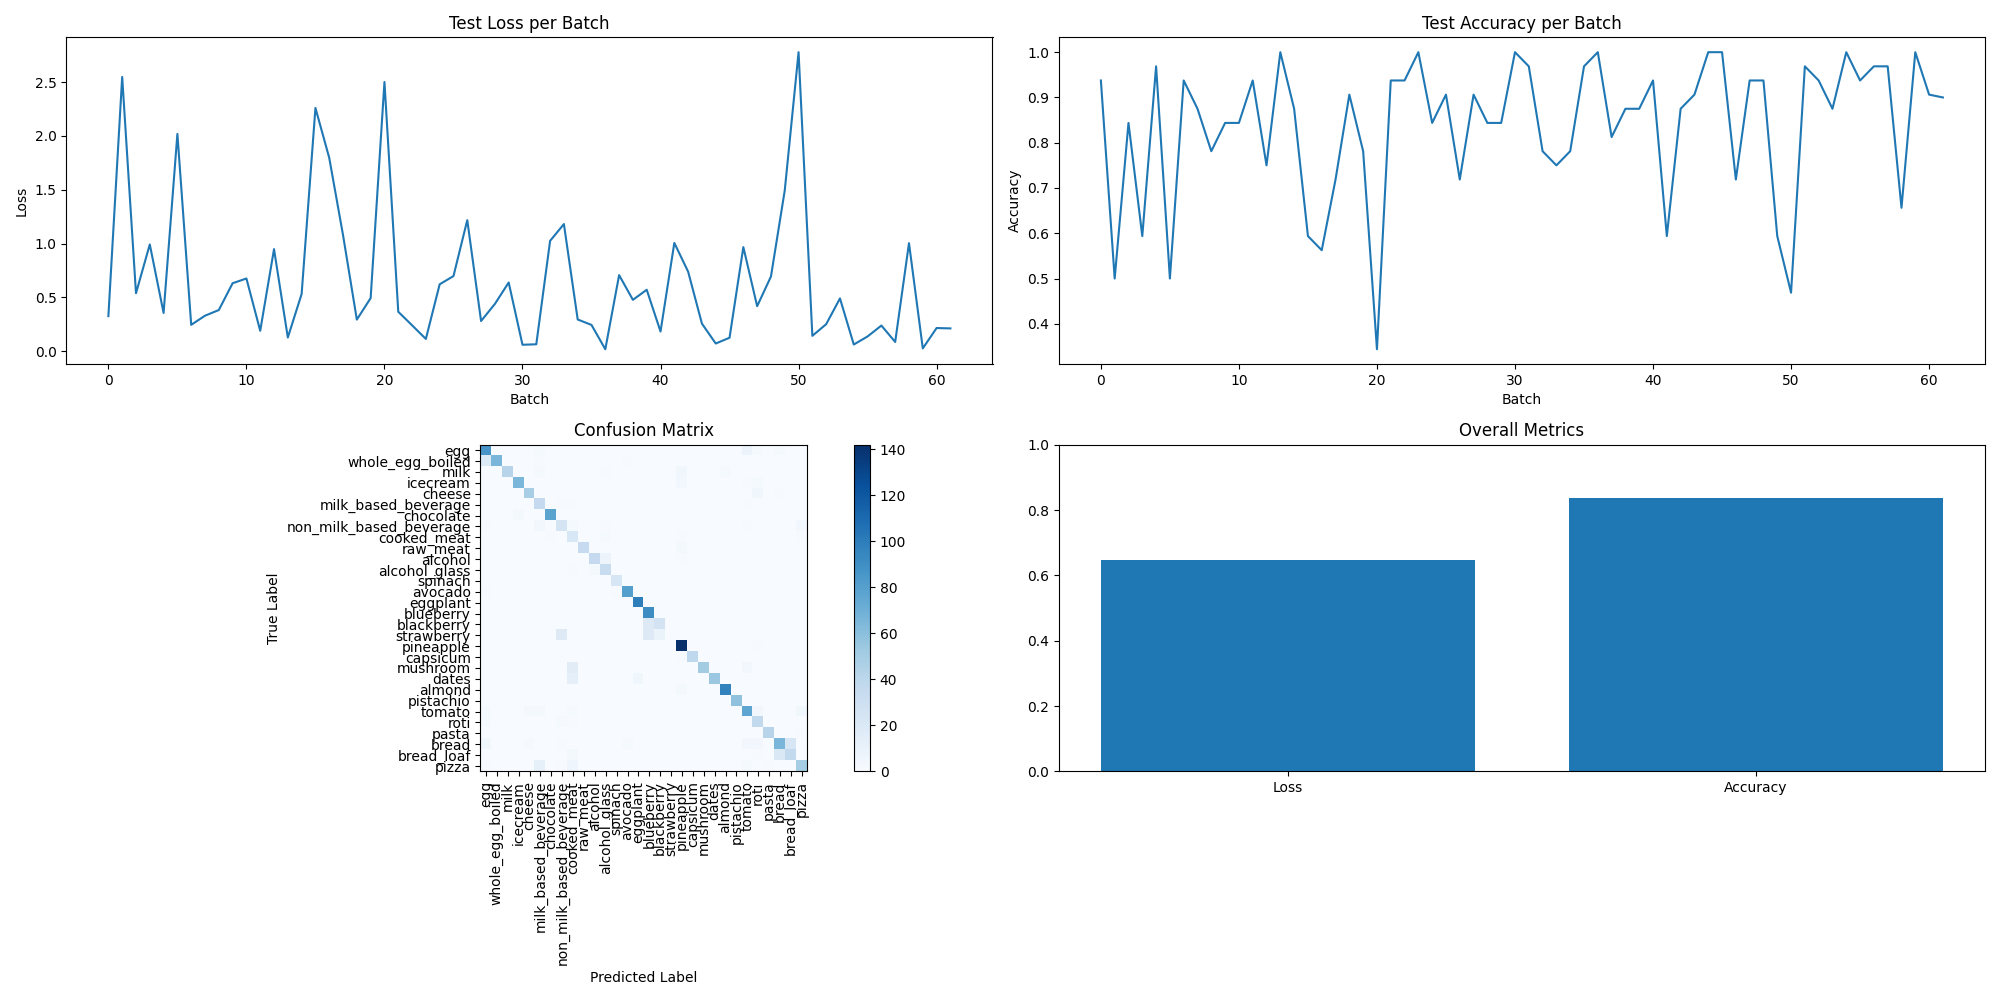 Test Loss per Batch
Loss
2.5
2.0
1.5
1.0
0.5
0.0
0 10 20 30 40 50 60
Batch
Test Accuracy per Batch
Accuracy
1.0
0.9
0.8
0.7
0.6
0.5
0.4
0 10 20 30 40 50 60
Batch
Confusion Matrix
True Label
egg
whole_egg_boiled
milk
icecream
cheese
milk_based_beverage
chocolate
non_milk_based_beverage
cooked_meat
raw_meat
alcohol
alcohol_glass
spinach
avocado
eggplant
blueberry
blackberry
strawberry
pineapple
capsicum
mushroom
dates
almond
pistachio
tomato
roti
pasta
bread
bread_loaf
pizza
egg
whole_egg_boiled
milk
icecream
cheese
milk_based_beverage
chocolate
non_milk_based_beverage
cooked_meat
raw_meat
alcohol
alcohol_glass
spinach
avocado
eggplant
blueberry
blackberry
strawberry
pineapple
capsicum
mushroom
dates
almond
pistachio
tomato
roti
pasta
bread
bread_loaf
pizza
Predicted Label
140
120
100
80
60
40
20
0
Overall Metrics
1.0
0.8
0.6
0.4
0.2
0.0
Loss Accuracy